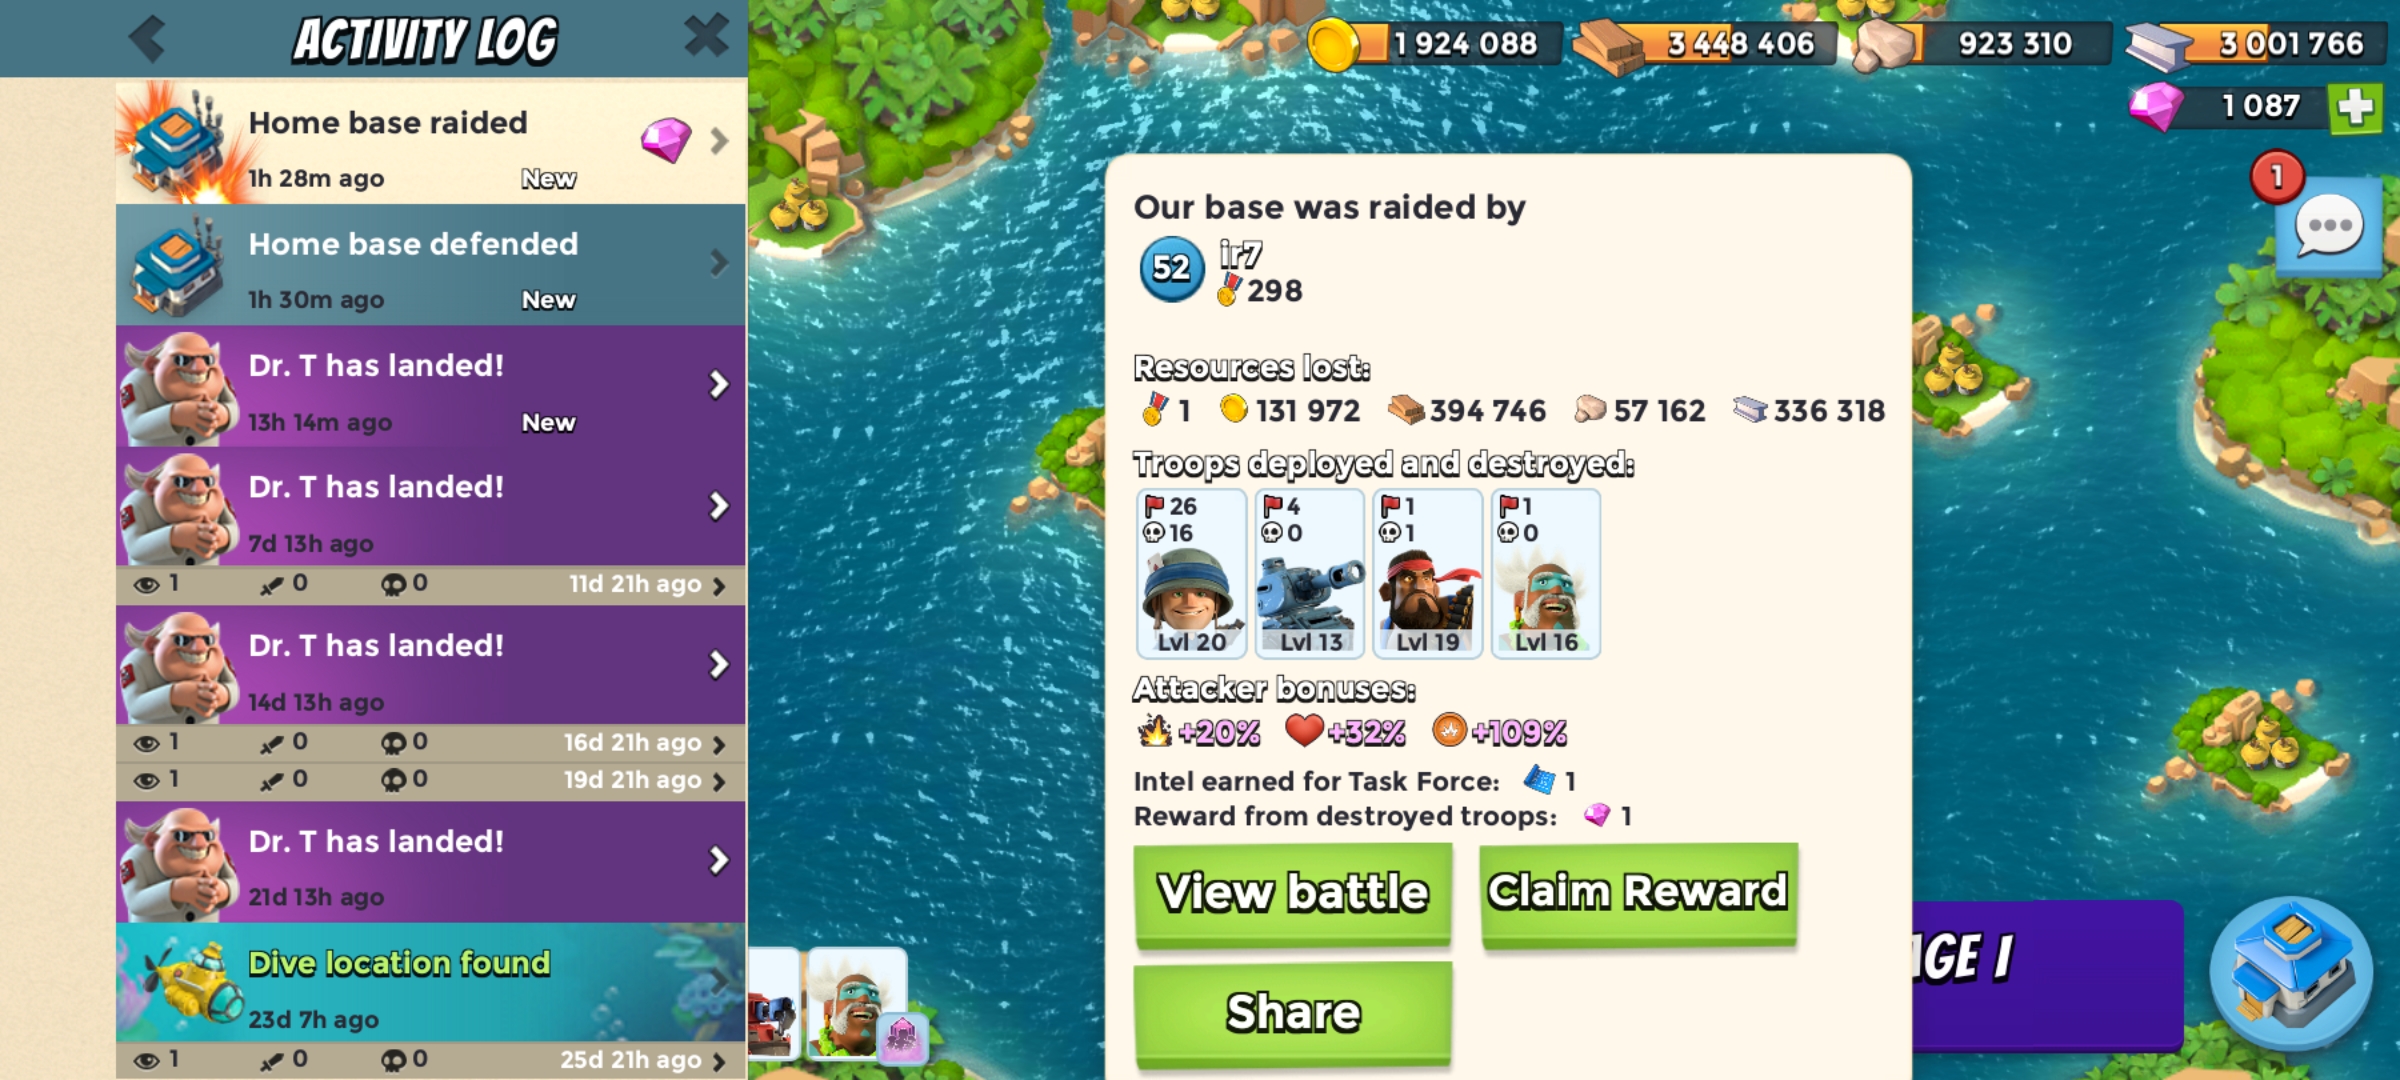 ACTIVITY LOG
Home base raided
1h 28m ago New
Home base defended
1h 30m ago New
Dr. T has landed!
13h 14m ago New
Dr. T has landed!
7d 13h ago
1 0 0 11d 21h ago
Dr. T has landed!
14d 13h ago
1 0 0 16d 21h ago
1 0 0 19d 21h ago
Dr. T has landed!
21d 13h ago
Dive location found
23d 7h ago
1 0 0 25d 21h ago
1 924 088 3 448 406 923 310 3 001 766
1 087
1
Our base was raided by
52 ir7
298
Resources lost:
1 131 972 394 746 57 162 336 318
Troops deployed and destroyed:
26 4 1 1
16 0 1 0
Lvl 20 Lvl 13 Lvl 19 Lvl 16
Attacker bonuses:
+20% +32% +109%
Intel earned for Task Force: 1
Reward from destroyed troops: 1
View battle Claim Reward
Share
GE I